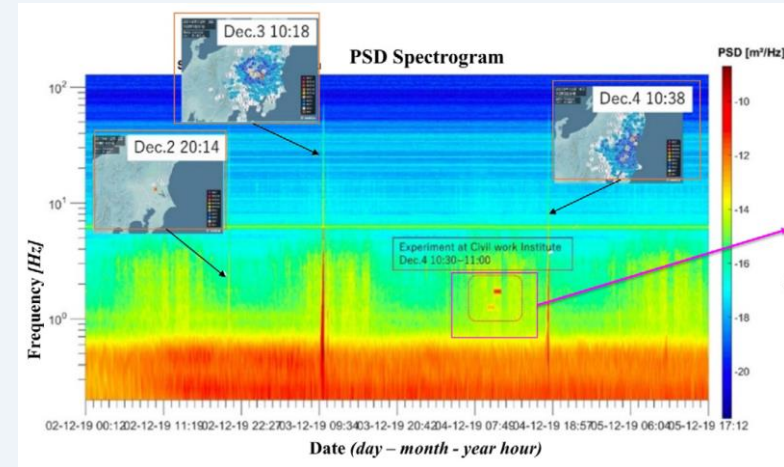 Dec.3 10:18
PSD Spectrogram
PSD [m²/Hz]
Dec.4 10:38
Dec.2 20:14
10²
10¹
10⁰
Frequency [Hz]
Experiment at Civil work Institute
Dec.4 10:30~11:00
-10
-12
-14
-16
-18
-20
02-12-19 00:12 02-12-19 11:19 02-12-19 22:27 03-12-19 09:34 03-12-19 20:42 04-12-19 07:49 04-12-19 18:57 05-12-19 06:04 05-12-19 17:12
Date (day – month - year hour)